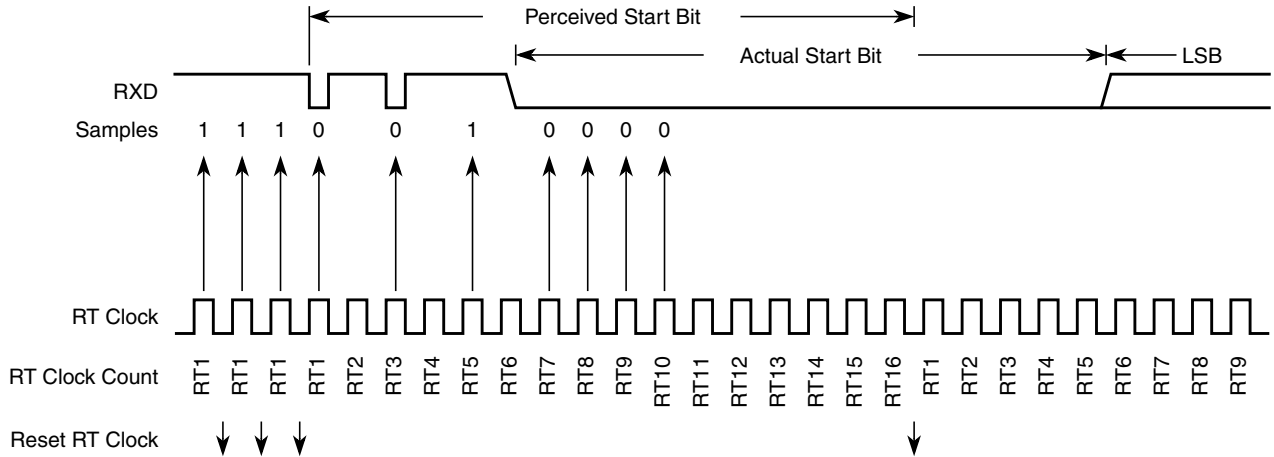 Perceived Start Bit
Actual Start Bit
LSB
RXD
Samples 1 1 1 0 0 1 0 0 0 0
RT Clock
RT Clock Count RT1 RT1 RT1 RT1 RT2 RT3 RT4 RT5 RT6 RT7 RT8 RT9 RT10 RT11 RT12 RT13 RT14 RT15 RT16 RT1 RT2 RT3 RT4 RT5 RT6 RT7 RT8 RT9
Reset RT Clock